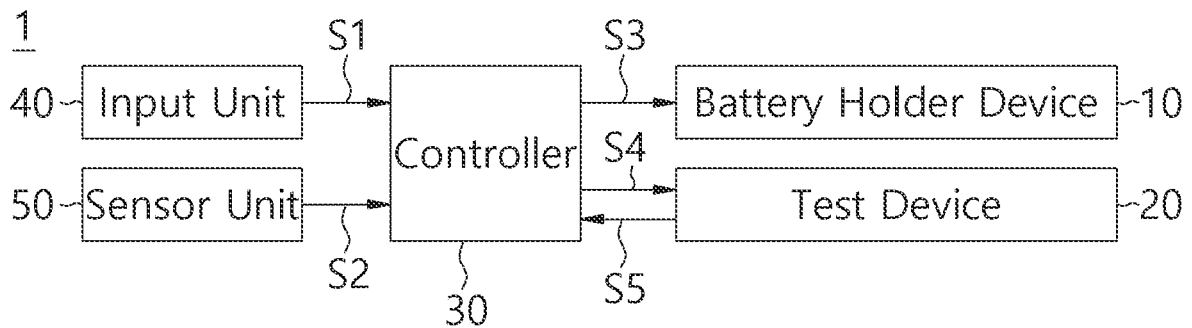 1
S1
S3
40
Input Unit
Battery Holder Device
10
Controller
S4
50
Sensor Unit
Test Device
20
S2
S5
30